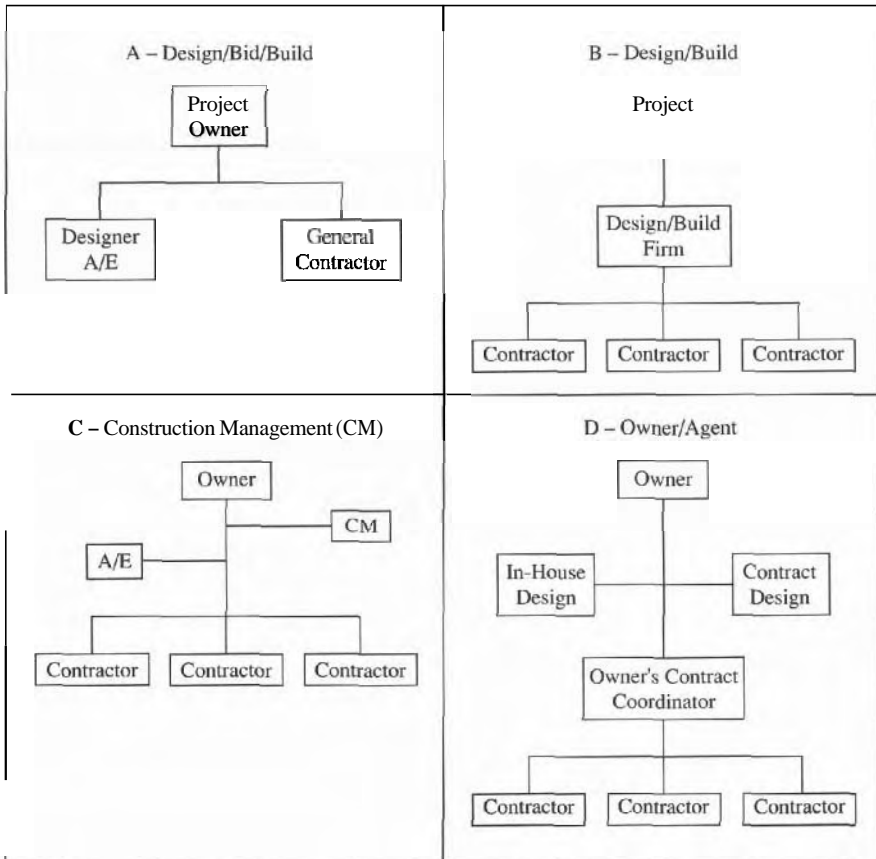 A – Design/Bid/Build
Project
Owner
Designer
A/E
General
Contractor
B – Design/Build
Project
Design/Build
Firm
Contractor Contractor Contractor
C – Construction Management (CM)
Owner
CM
A/E
Contractor Contractor Contractor
D – Owner/Agent
Owner
In-House
Design
Contract
Design
Owner's Contract
Coordinator
Contractor Contractor Contractor